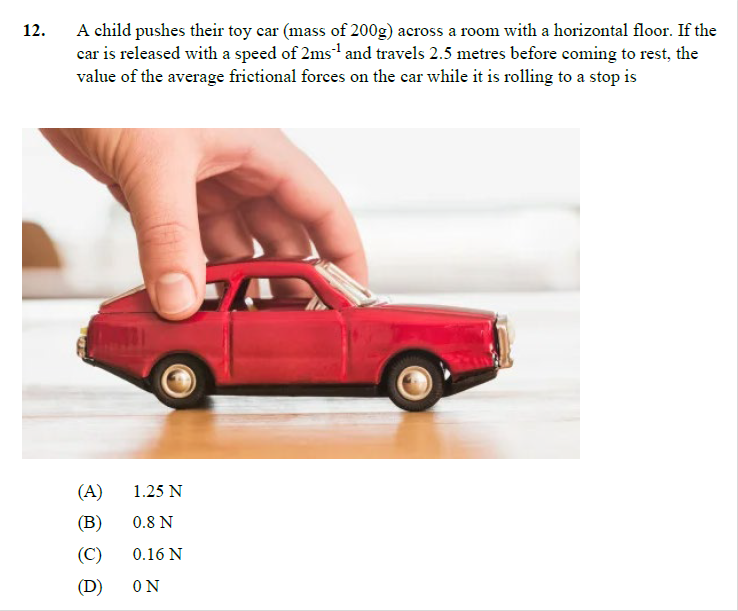 12. A child pushes their toy car (mass of 200g) across a room with a horizontal floor. If the
car is released with a speed of 2ms⁻¹ and travels 2.5 metres before coming to rest, the
value of the average frictional forces on the car while it is rolling to a stop is
(A) 1.25 N
(B) 0.8 N
(C) 0.16 N
(D) 0 N